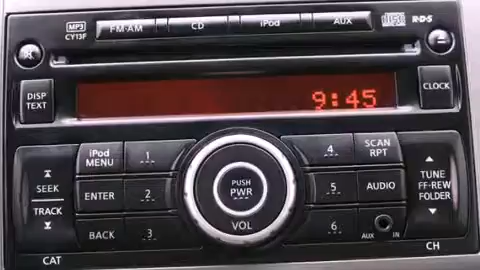 MP3
CY13F
FM·AM CD iPod AUX
R·D·S
DISP
TEXT
9:45
CLOCK
iPod
MENU
1
4
SCAN
RPT
SEEK
TRACK
ENTER
2
PUSH
PWR
VOL
5
AUDIO
TUNE
FF·REW
FOLDER
BACK
3
6
AUX IN
CAT
CH